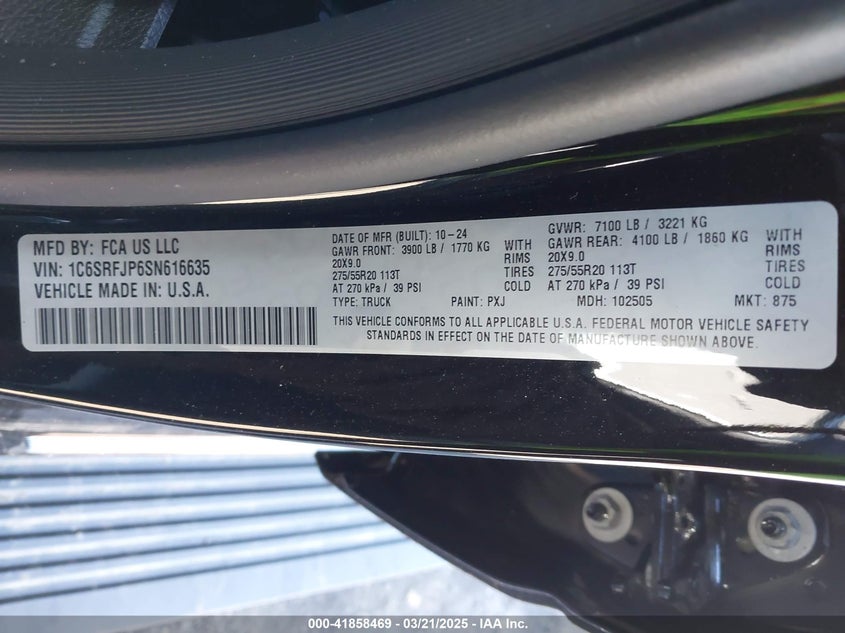 MFD BY: FCA US LLC
VIN: 1C6SRFJP6SN616635
VEHICLE MADE IN: U.S.A.
DATE OF MFR (BUILT): 10-24
GAWR FRONT: 3900 LB / 1770 KG WITH
20X9.0 RIMS
275/55R20 113T TIRES
AT 270 kPa / 39 PSI COLD
TYPE: TRUCK PAINT: PXJ
GVWR: 7100 LB / 3221 KG
GAWR REAR: 4100 LB / 1860 KG WITH
20X9.0 RIMS
275/55R20 113T TIRES
AT 270 kPa / 39 PSI COLD
MDH: 102505 MKT: 875
THIS VEHICLE CONFORMS TO ALL APPLICABLE U.S.A. FEDERAL MOTOR VEHICLE SAFETY
STANDARDS IN EFFECT ON THE DATE OF MANUFACTURE SHOWN ABOVE.
000-41858469 - 03/21/2025 - IAA Inc.